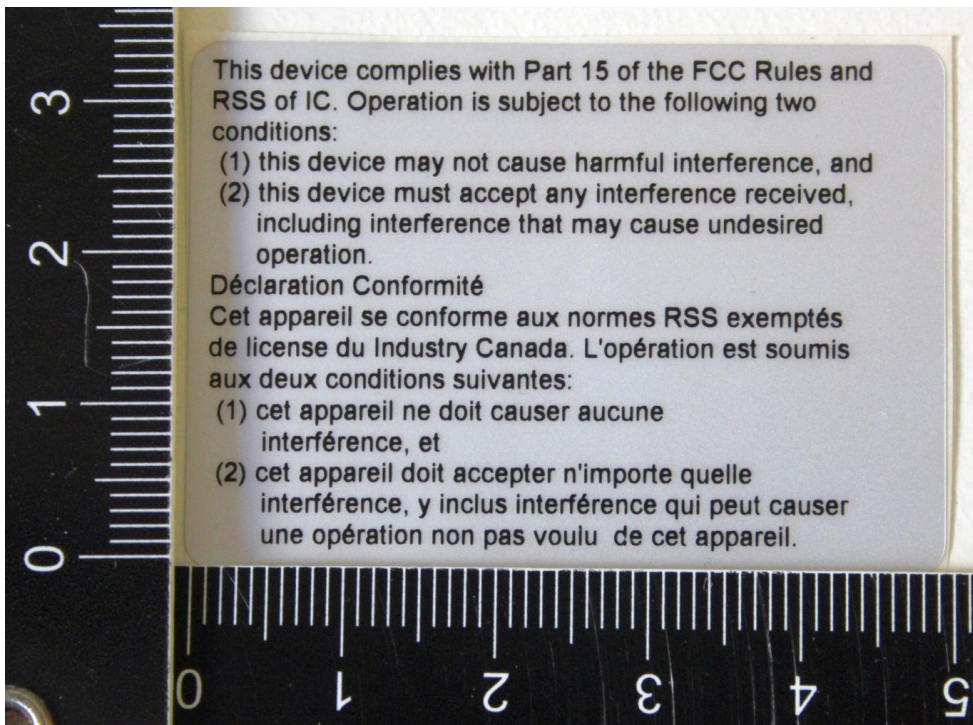 This device complies with Part 15 of the FCC Rules and
RSS of IC. Operation is subject to the following two
conditions:
(1) this device may not cause harmful interference, and
(2) this device must accept any interference received,
including interference that may cause undesired
operation.
Déclaration Conformité
Cet appareil se conforme aux normes RSS exemptés
de license du Industry Canada. L'opération est soumis
aux deux conditions suivantes:
(1) cet appareil ne doit causer aucune
interférence, et
(2) cet appareil doit accepter n'importe quelle
interférence, y inclus interférence qui peut causer
une opération non pas voulu de cet appareil.
3
2
1
0
0 1 2 3 4 5